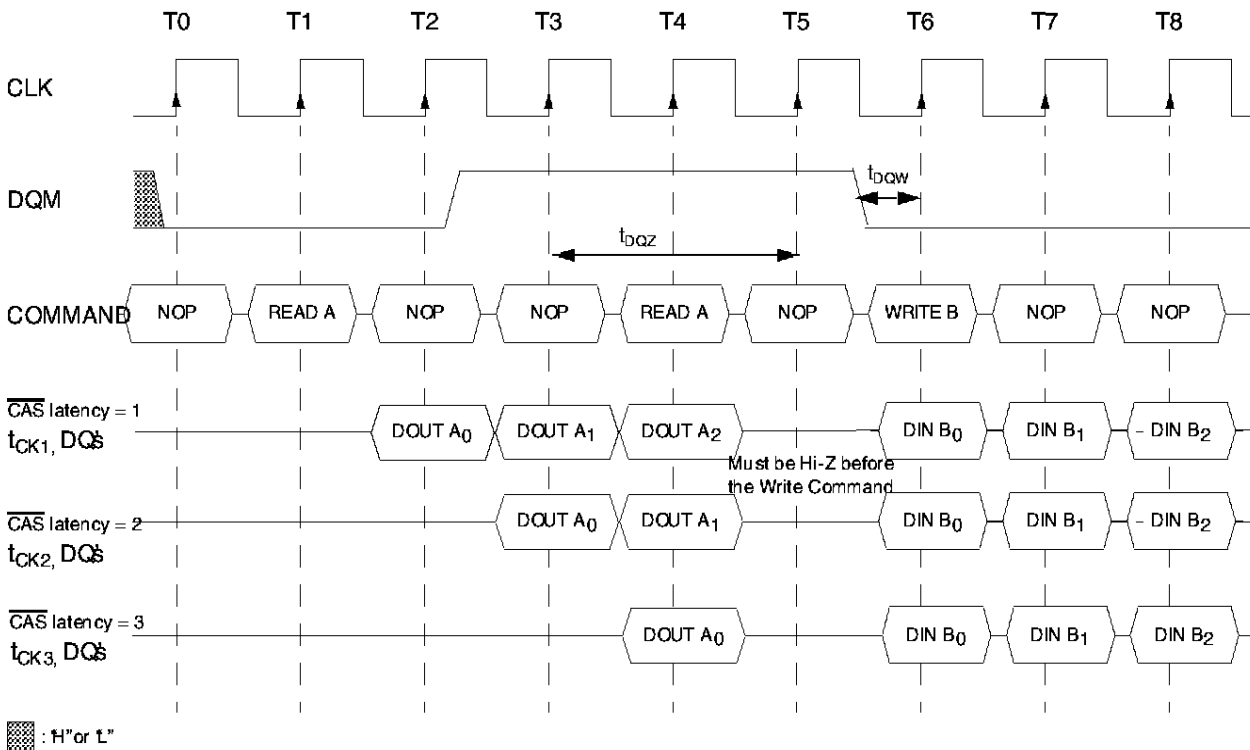 T0 T1 T2 T3 T4 T5 T6 T7 T8
CLK
DQM
tDQW
tDQZ
COMMAND NOP READ A NOP NOP READ A NOP WRITE B NOP NOP
CAS latency = 1
tCK1, DQ's
DOUT A0 DOUT A1 DOUT A2 DIN B0 DIN B1 DIN B2
Must be Hi-Z before
the Write Command
CAS latency = 2
tCK2, DQ's
DOUT A0 DOUT A1 DIN B0 DIN B1 DIN B2
CAS latency = 3
tCK3, DQ's
DOUT A0 DIN B0 DIN B1 DIN B2
: "H" or "L"